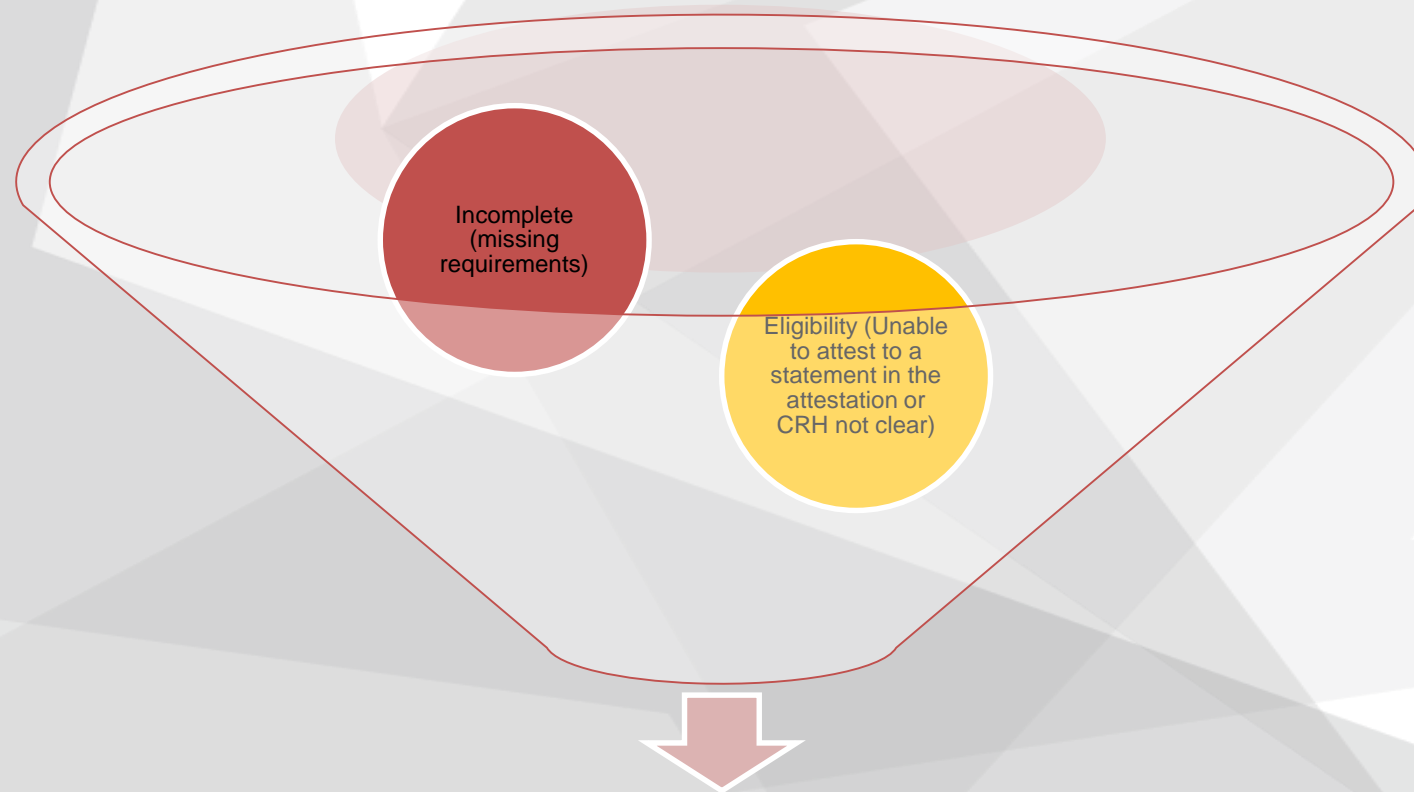 Incomplete
(missing
requirements)
Eligibility (Unable
to attest to a
statement in the
attestation or
CRH not clear)